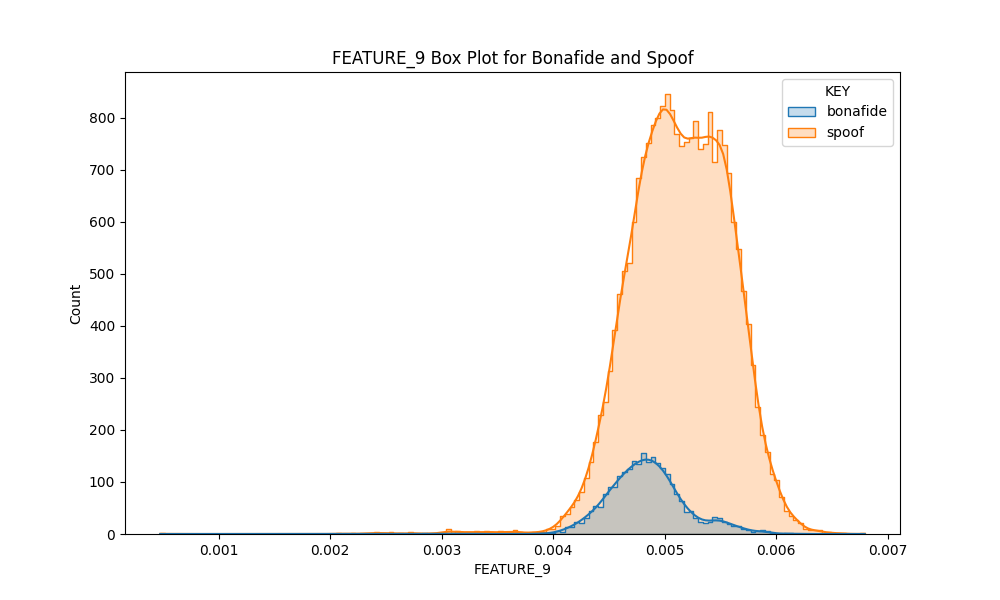 FEATURE_9 Box Plot for Bonafide and Spoof
KEY
bonafide
spoof
Count
800
700
600
500
400
300
200
100
0
0.001 0.002 0.003 0.004 0.005 0.006 0.007
FEATURE_9